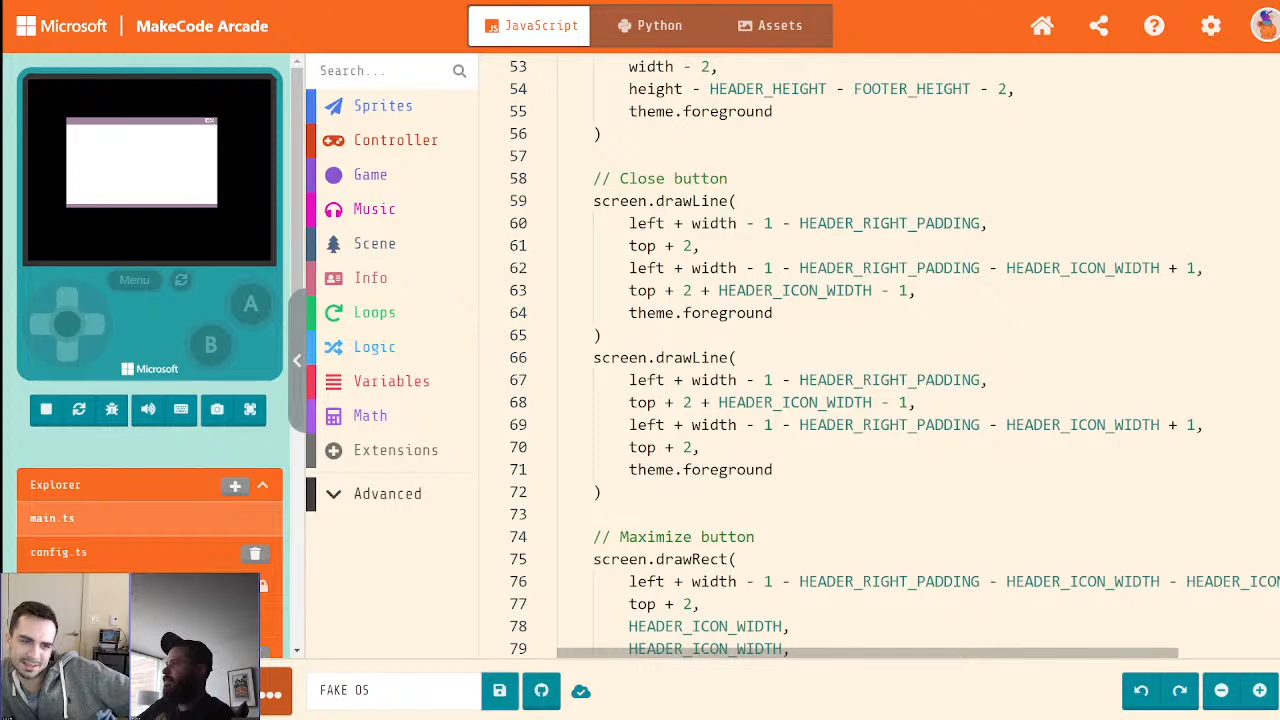 Microsoft | MakeCode Arcade
JavaScript
Python
Assets
Search...
Sprites
Controller
Game
Music
Scene
Info
Loops
Logic
Variables
Math
Extensions
Advanced
Menu
A
B
Microsoft
Explorer
main.ts
config.ts
53 width - 2,
54 height - HEADER_HEIGHT - FOOTER_HEIGHT - 2,
55 theme.foreground
56 )
57
58 // Close button
59 screen.drawLine(
60 left + width - 1 - HEADER_RIGHT_PADDING,
61 top + 2,
62 left + width - 1 - HEADER_RIGHT_PADDING - HEADER_ICON_WIDTH + 1,
63 top + 2 + HEADER_ICON_WIDTH - 1,
64 theme.foreground
65 )
66 screen.drawLine(
67 left + width - 1 - HEADER_RIGHT_PADDING,
68 top + 2 + HEADER_ICON_WIDTH - 1,
69 left + width - 1 - HEADER_RIGHT_PADDING - HEADER_ICON_WIDTH + 1,
70 top + 2,
71 theme.foreground
72 )
73
74 // Maximize button
75 screen.drawRect(
76 left + width - 1 - HEADER_RIGHT_PADDING - HEADER_ICON_WIDTH - HEADER_ICON
77 top + 2,
78 HEADER_ICON_WIDTH,
79 HEADER_ICON_WIDTH,
FAKE OS